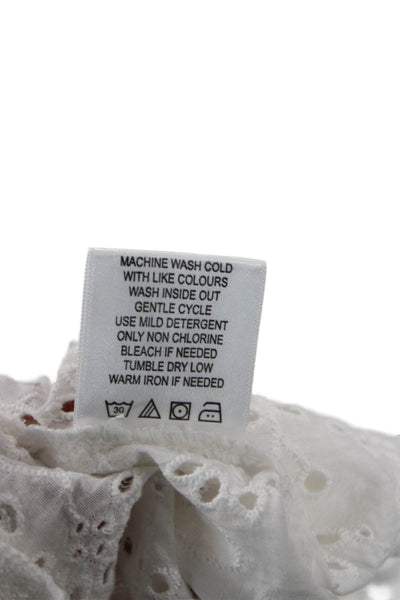 MACHINE WASH COLD
WITH LIKE COLOURS
WASH INSIDE OUT
GENTLE CYCLE
USE MILD DETERGENT
ONLY NON CHLORINE
BLEACH IF NEEDED
TUMBLE DRY LOW
WARM IRON IF NEEDED
30